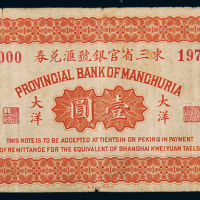 000
東三省官銀號匯兌券
197
PROVINCIAL BANK OF MANCHURIA
大洋
壹圓
大洋
THIS NOTE IS TO BE ACCEPTED AT TIENTSIN OR PEKING IN PAYMENT
OF REMITTANCE FOR THE EQUIVALENT OF SHANGHAI KWEIYUAN TAELS